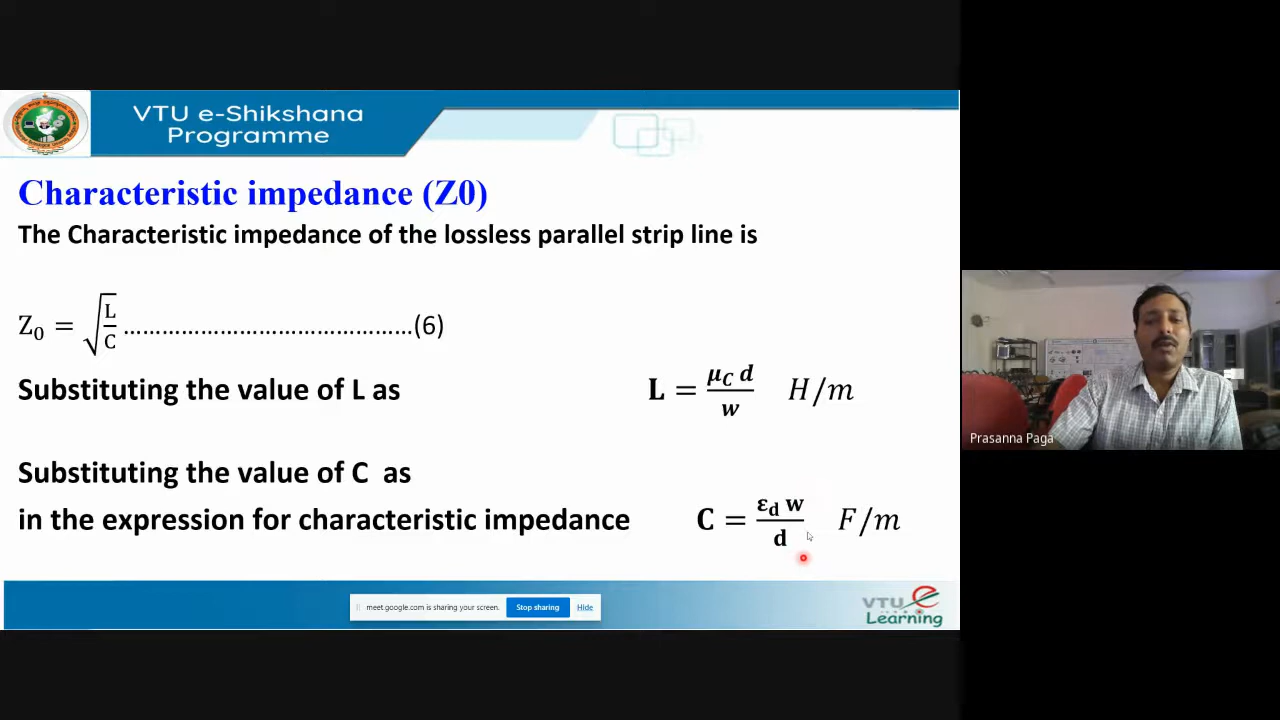 VTU e-Shikshana
Programme
Characteristic impedance (Z0)
The Characteristic impedance of the lossless parallel strip line is
Z₀ = √(L/C) ………………………………………(6)
Substituting the value of L as L = μ_C d / w H/m
Substituting the value of C as
in the expression for characteristic impedance C = ε_d w / d F/m
Prasanna Paga
meet.google.com is sharing your screen. Stop sharing Hide
VTU e
Learning